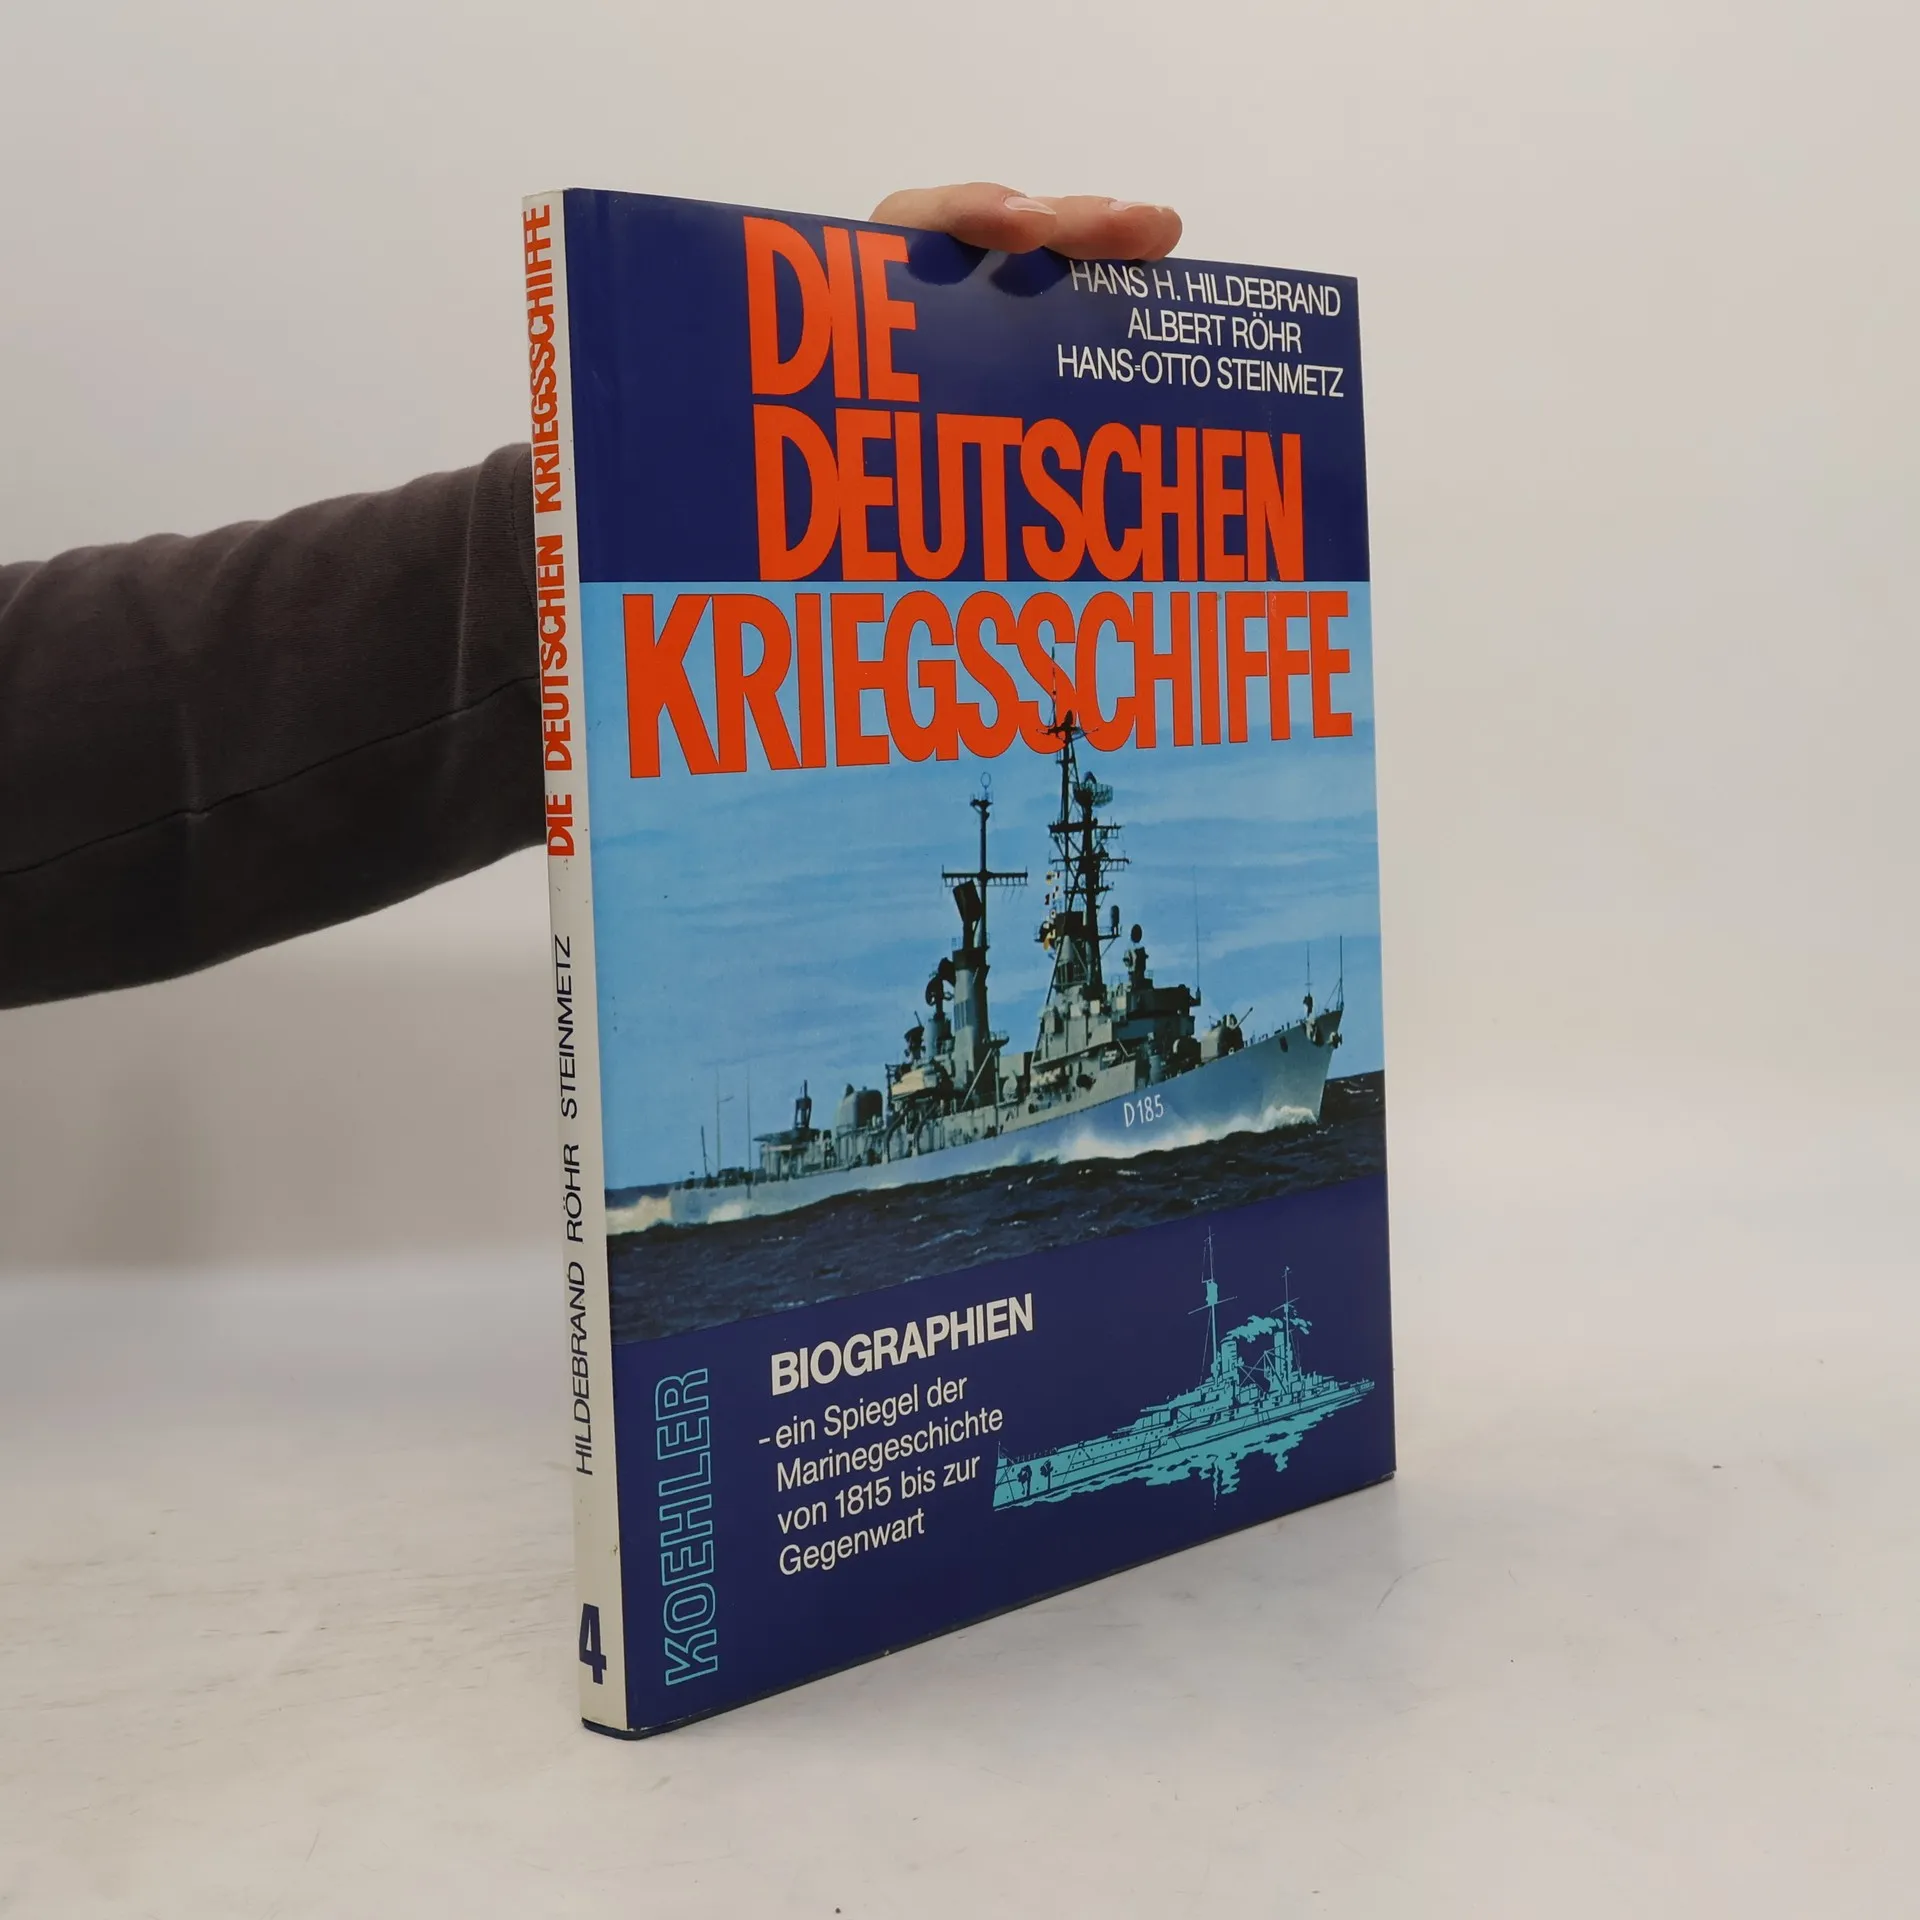 DIE DEUTSCHEN KRIEGSSCHIFFE
HILDEBRAND RÖHR STEINMETZ
4
DIE
DEUTSCHEN
KRIEGSSCHIFFE
HANS H. HILDEBRAND
ALBERT RÖHR
HANS-OTTO STEINMETZ
D185
BIOGRAPHIEN
- ein Spiegel der
Marinegeschichte
von 1815 bis zur
Gegenwart
KOEHLER